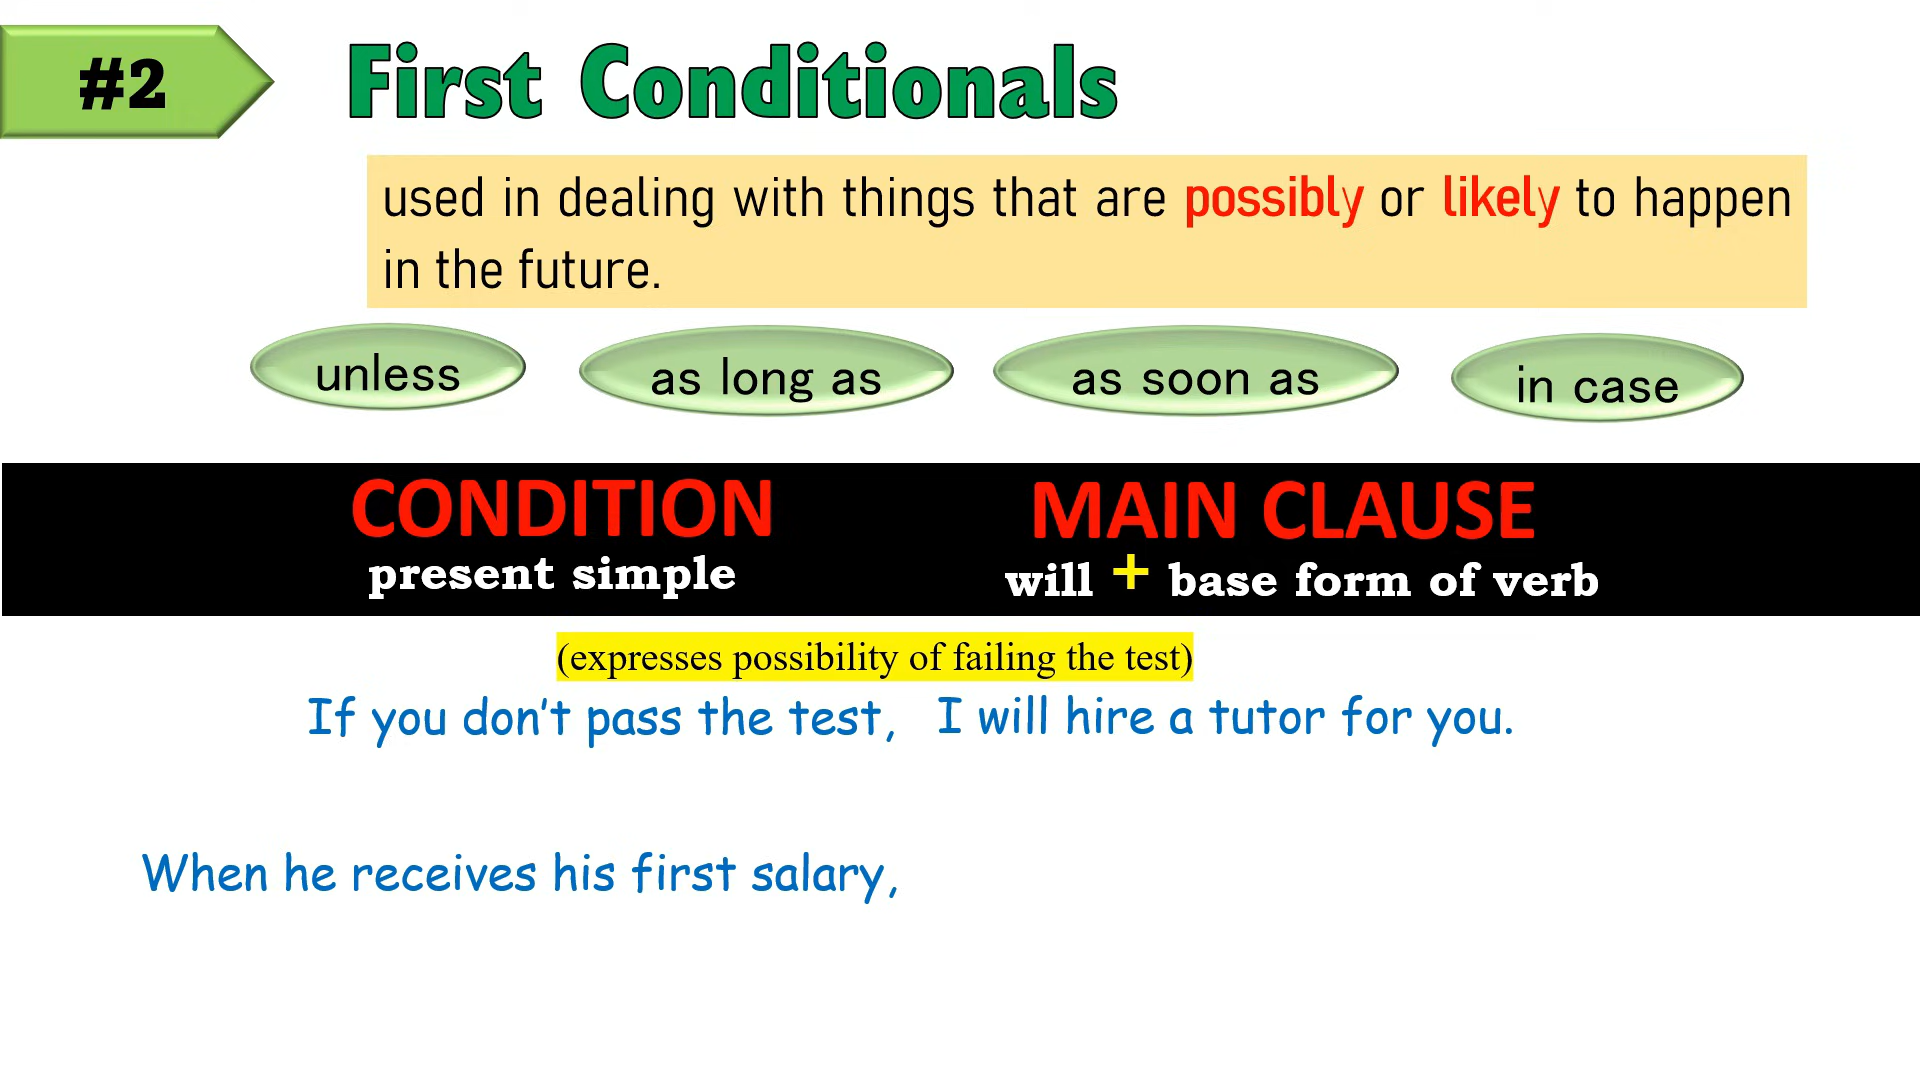 #2
First Conditionals
used in dealing with things that are possibly or likely to happen
in the future.
unless
as long as
as soon as
in case
CONDITION
MAIN CLAUSE
present simple
will + base form of verb
(expresses possibility of failing the test)
If you don't pass the test, I will hire a tutor for you.
When he receives his first salary,